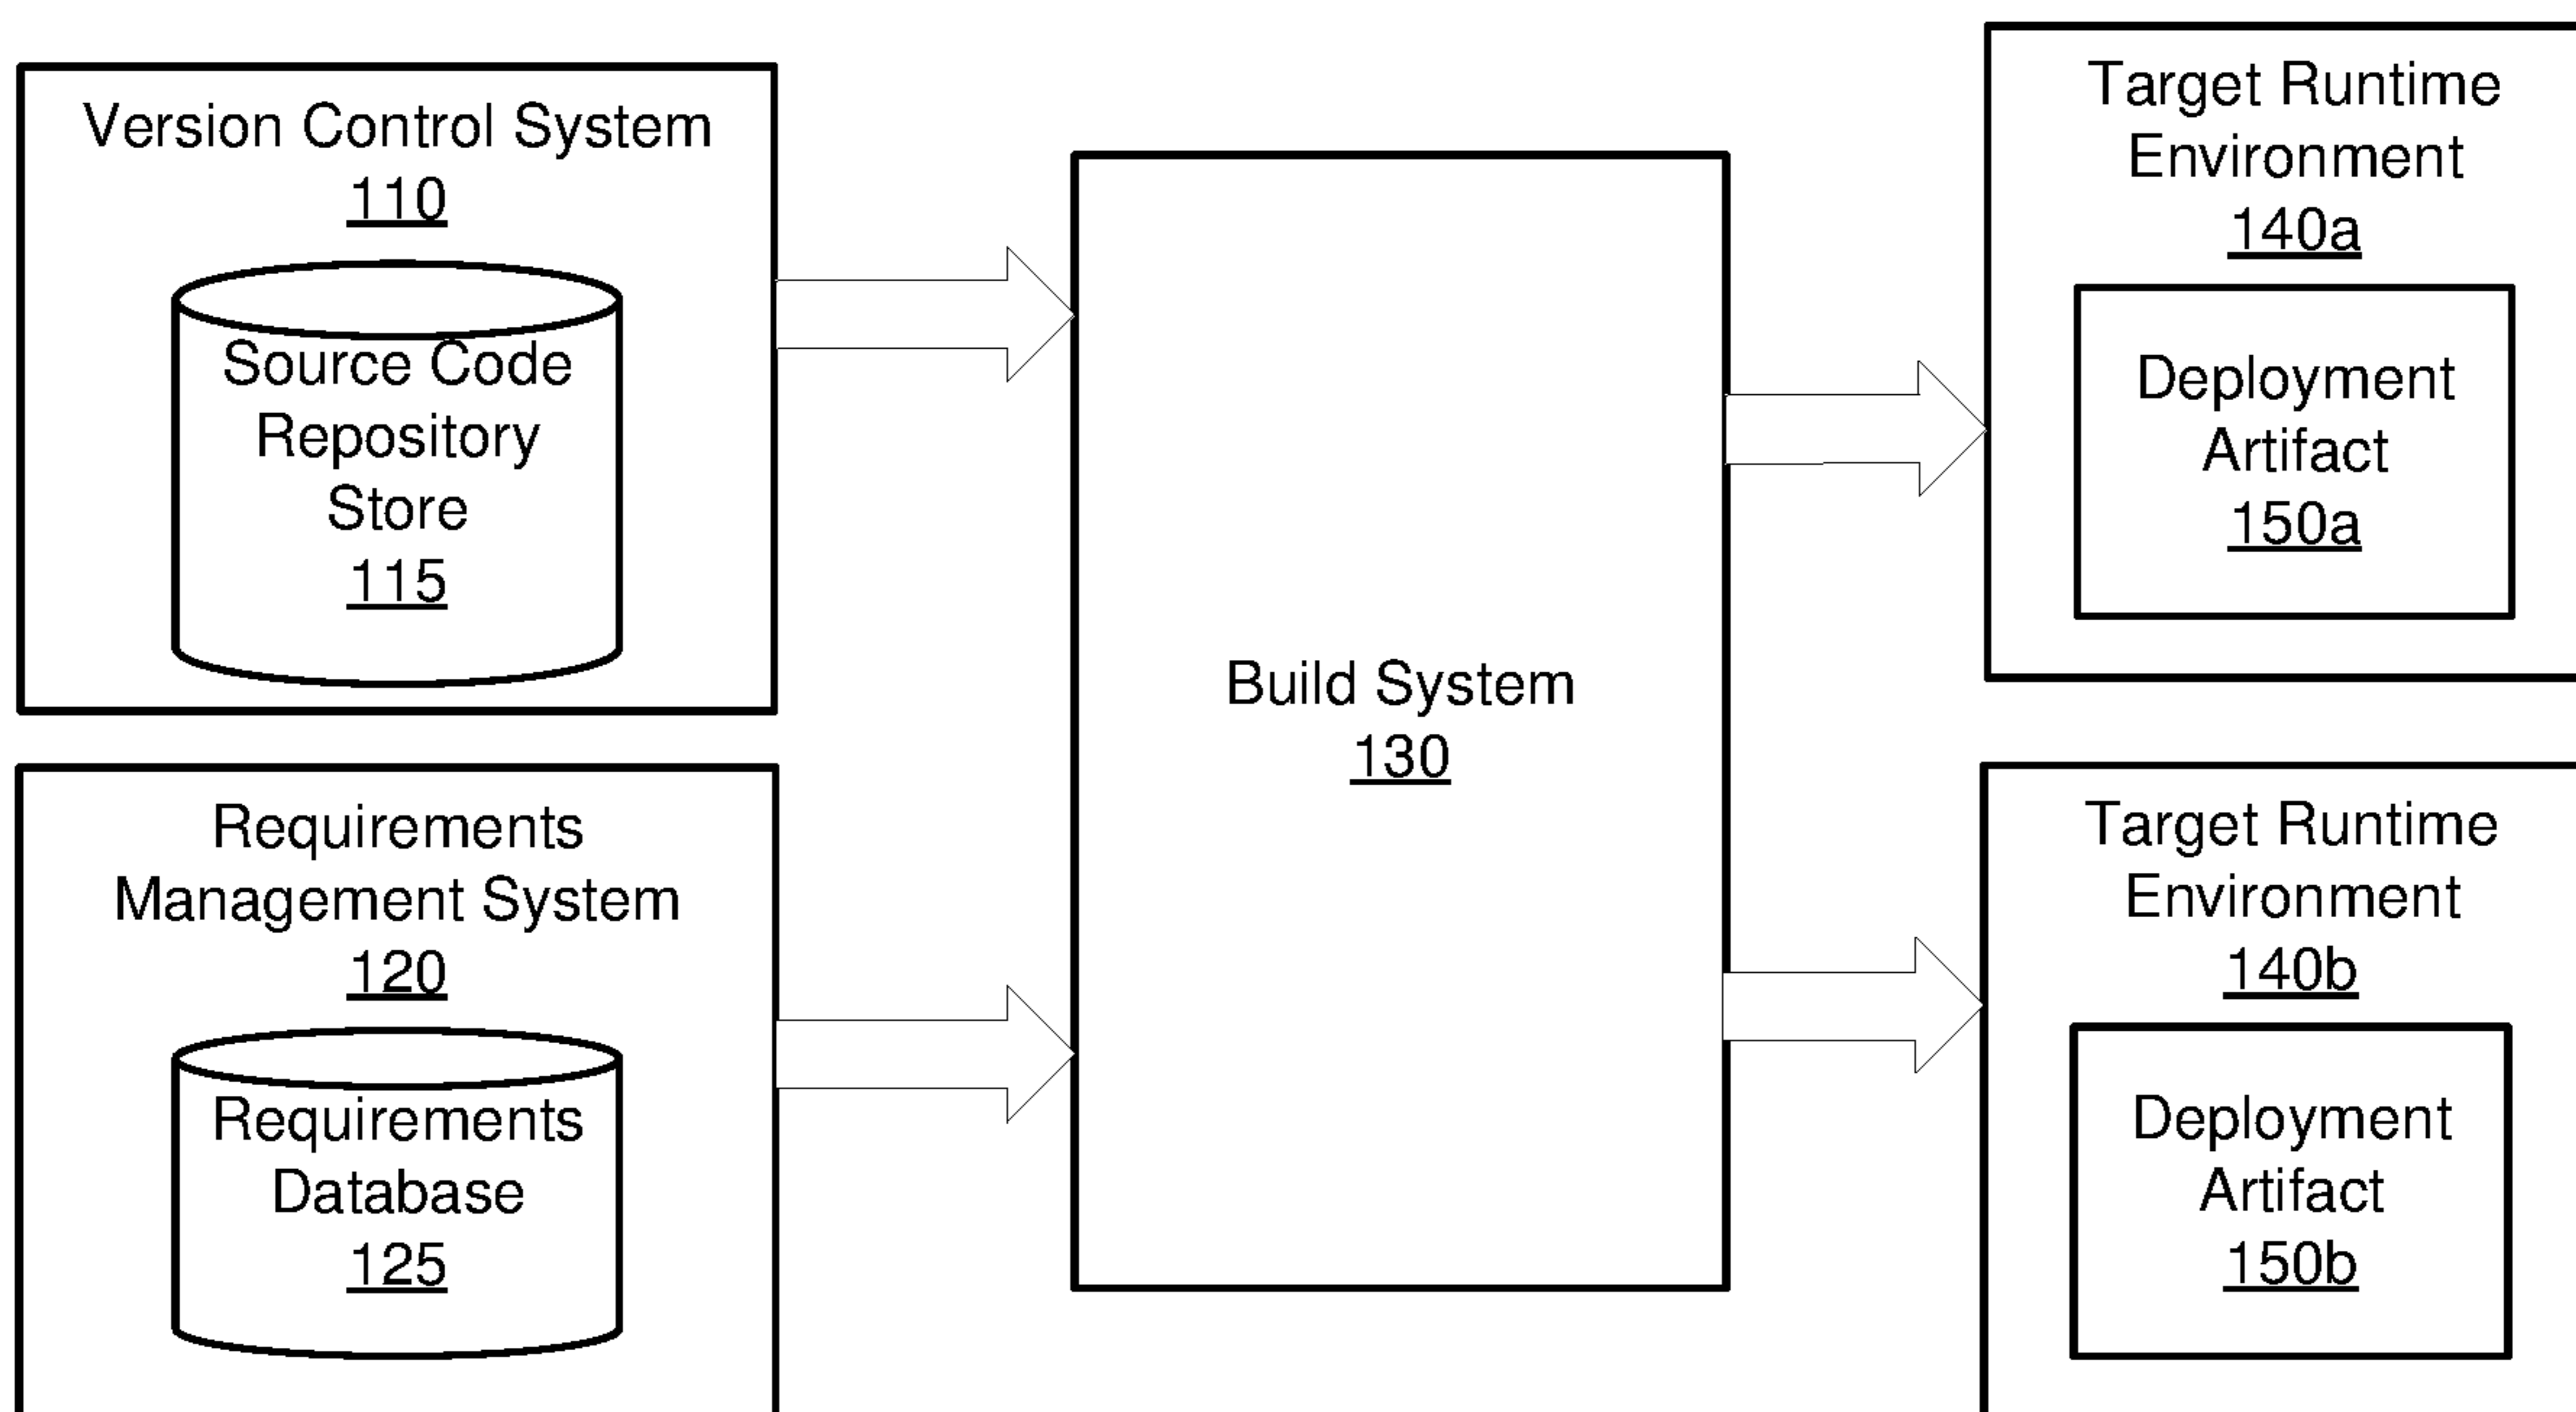 Version Control System
110
Source Code
Repository
Store
115
Requirements
Management System
120
Requirements
Database
125
Build System
130
Target Runtime
Environment
140a
Deployment
Artifact
150a
Target Runtime
Environment
140b
Deployment
Artifact
150b